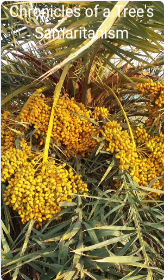 Chronicles of a Tree's
Samaritanism